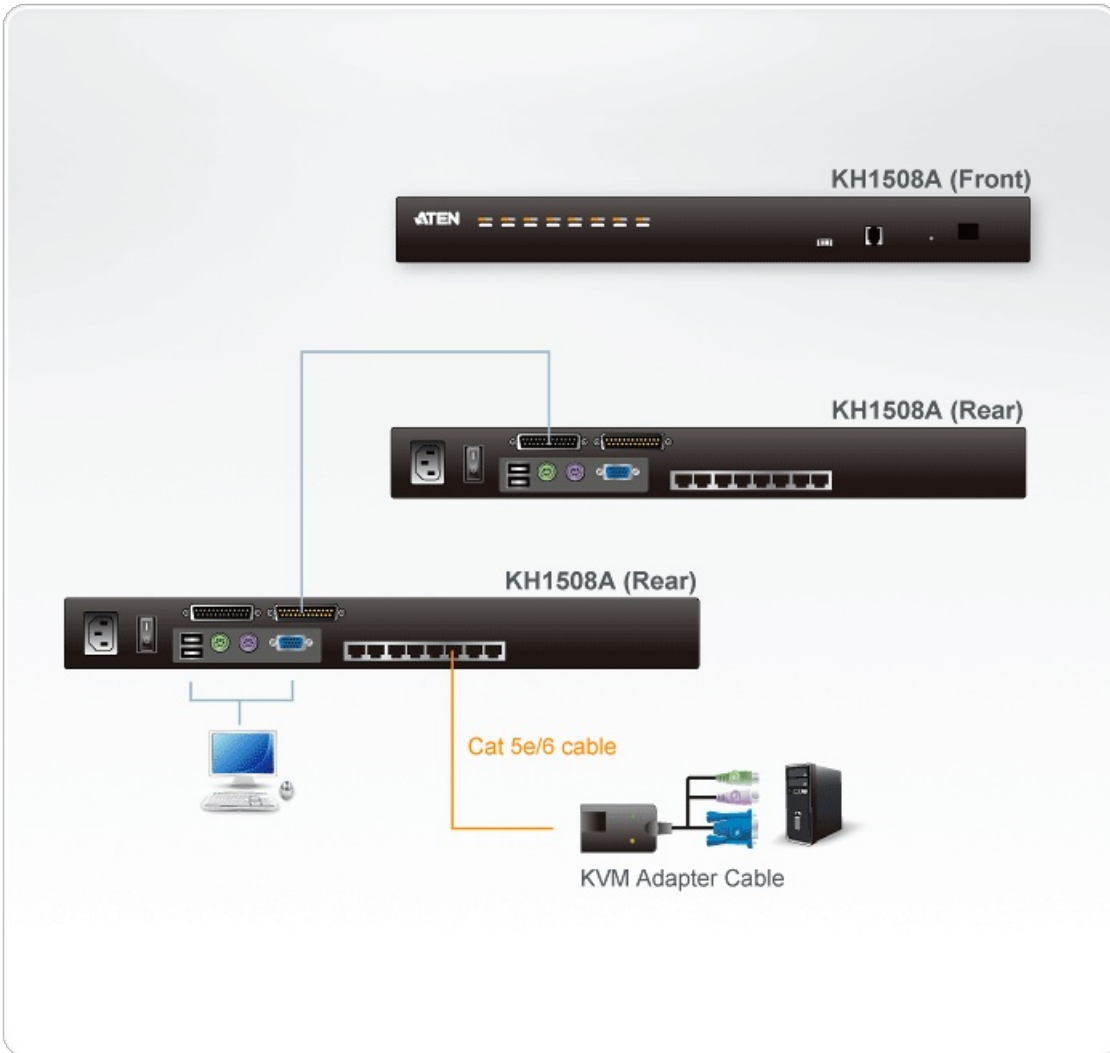 KH1508A (Front)
ATEN
KH1508A (Rear)
KH1508A (Rear)
Cat 5e/6 cable
KVM Adapter Cable